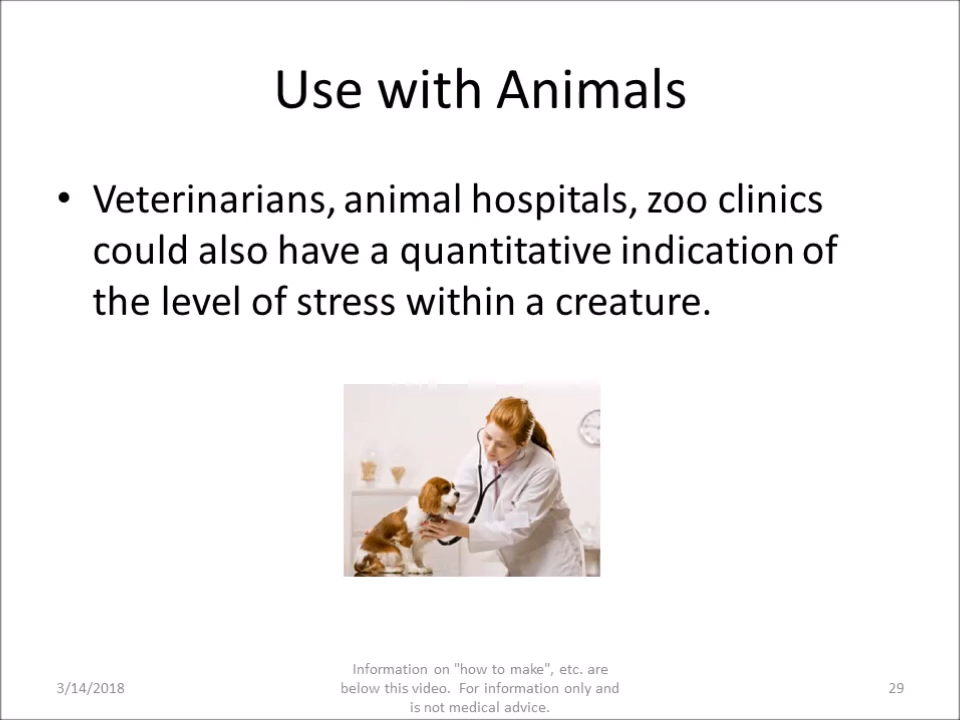 Use with Animals
• Veterinarians, animal hospitals, zoo clinics
could also have a quantitative indication of
the level of stress within a creature.
Information on "how to make", etc. are
below this video.  For information only and
is not medical advice.
3/14/2018
29